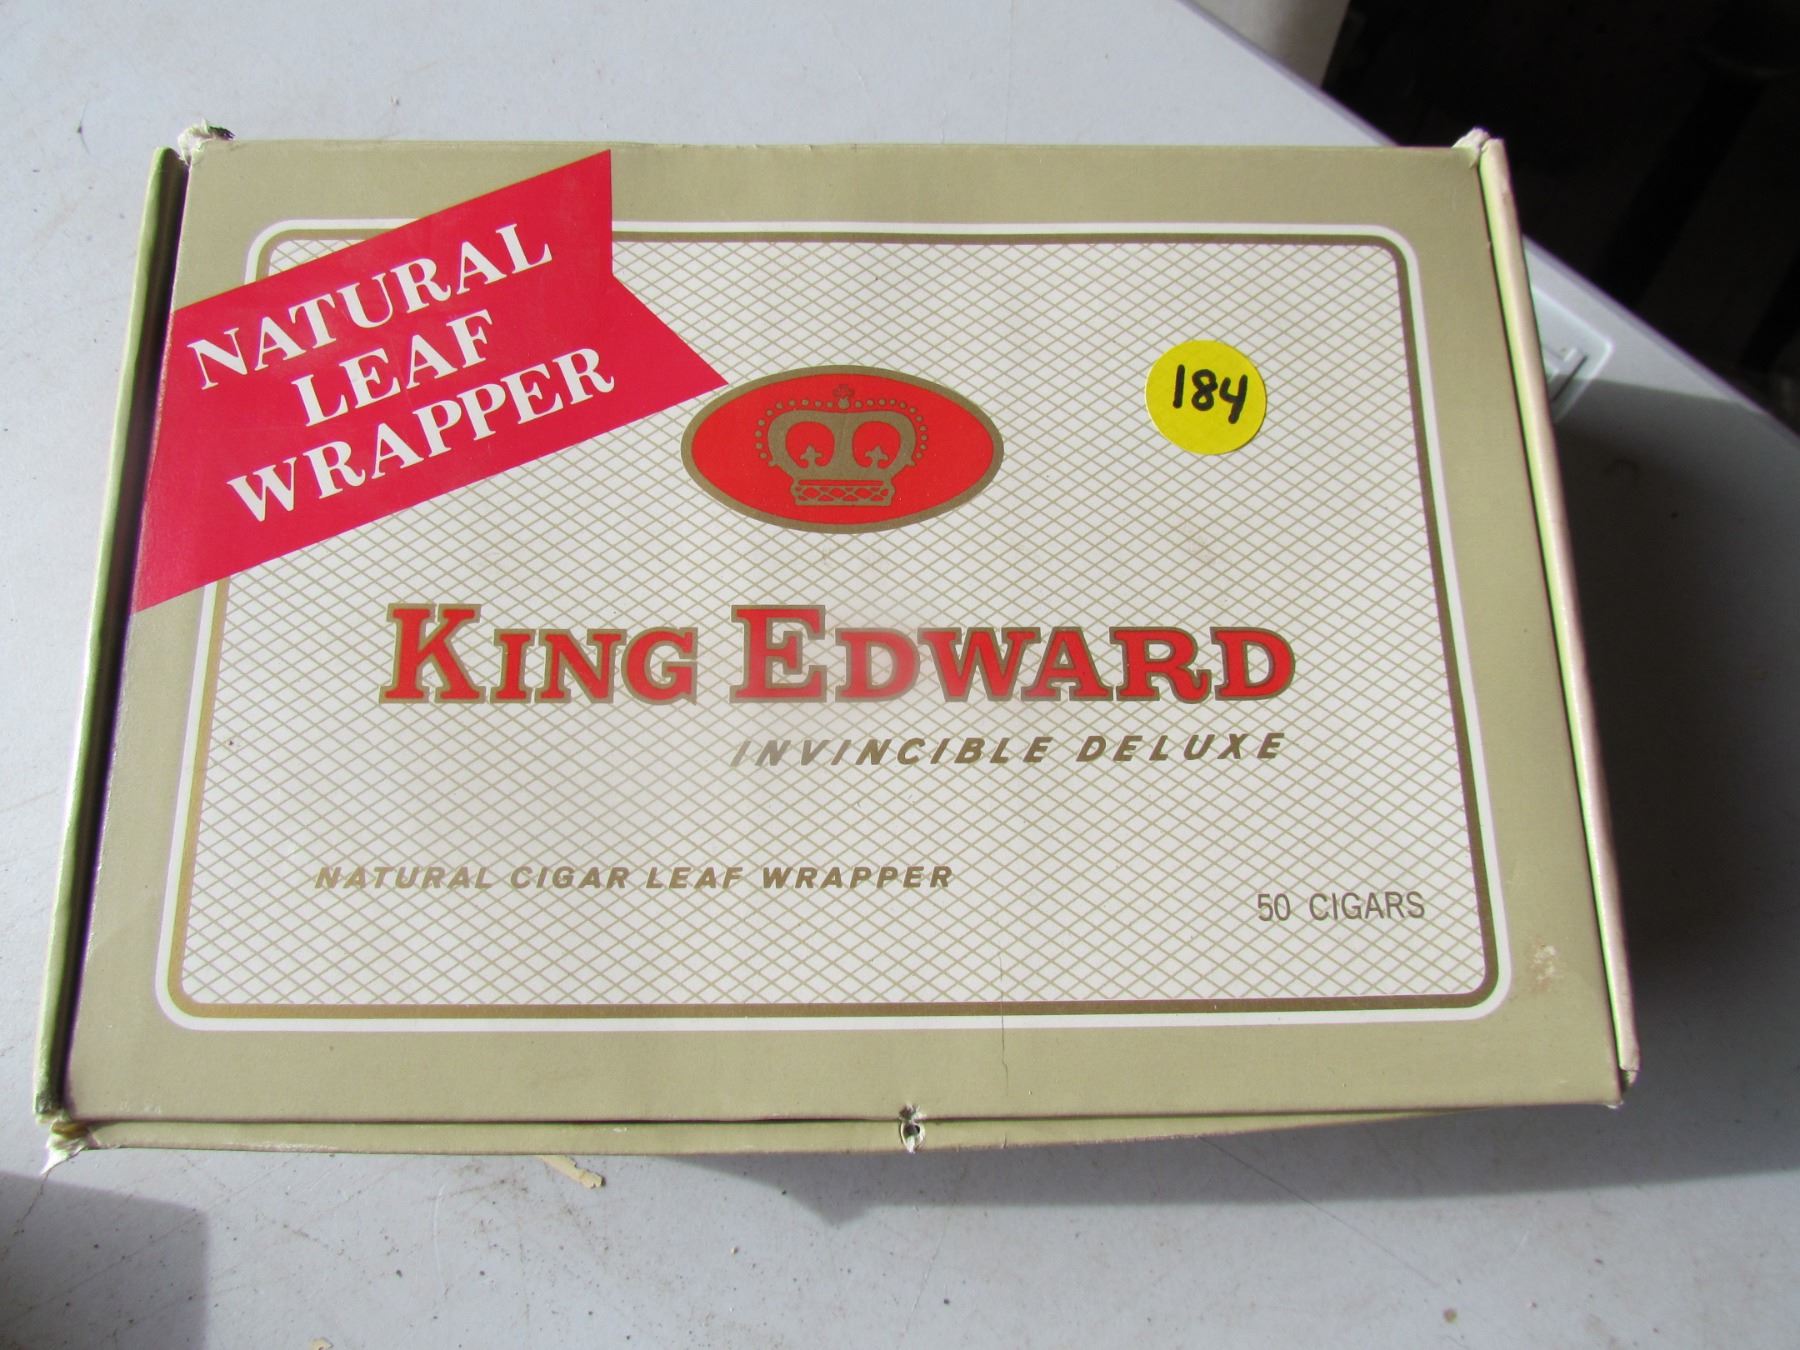 NATURAL
LEAF
WRAPPER
184
KING EDWARD
INVINCIBLE DELUXE
NATURAL CIGAR LEAF WRAPPER
50 CIGARS